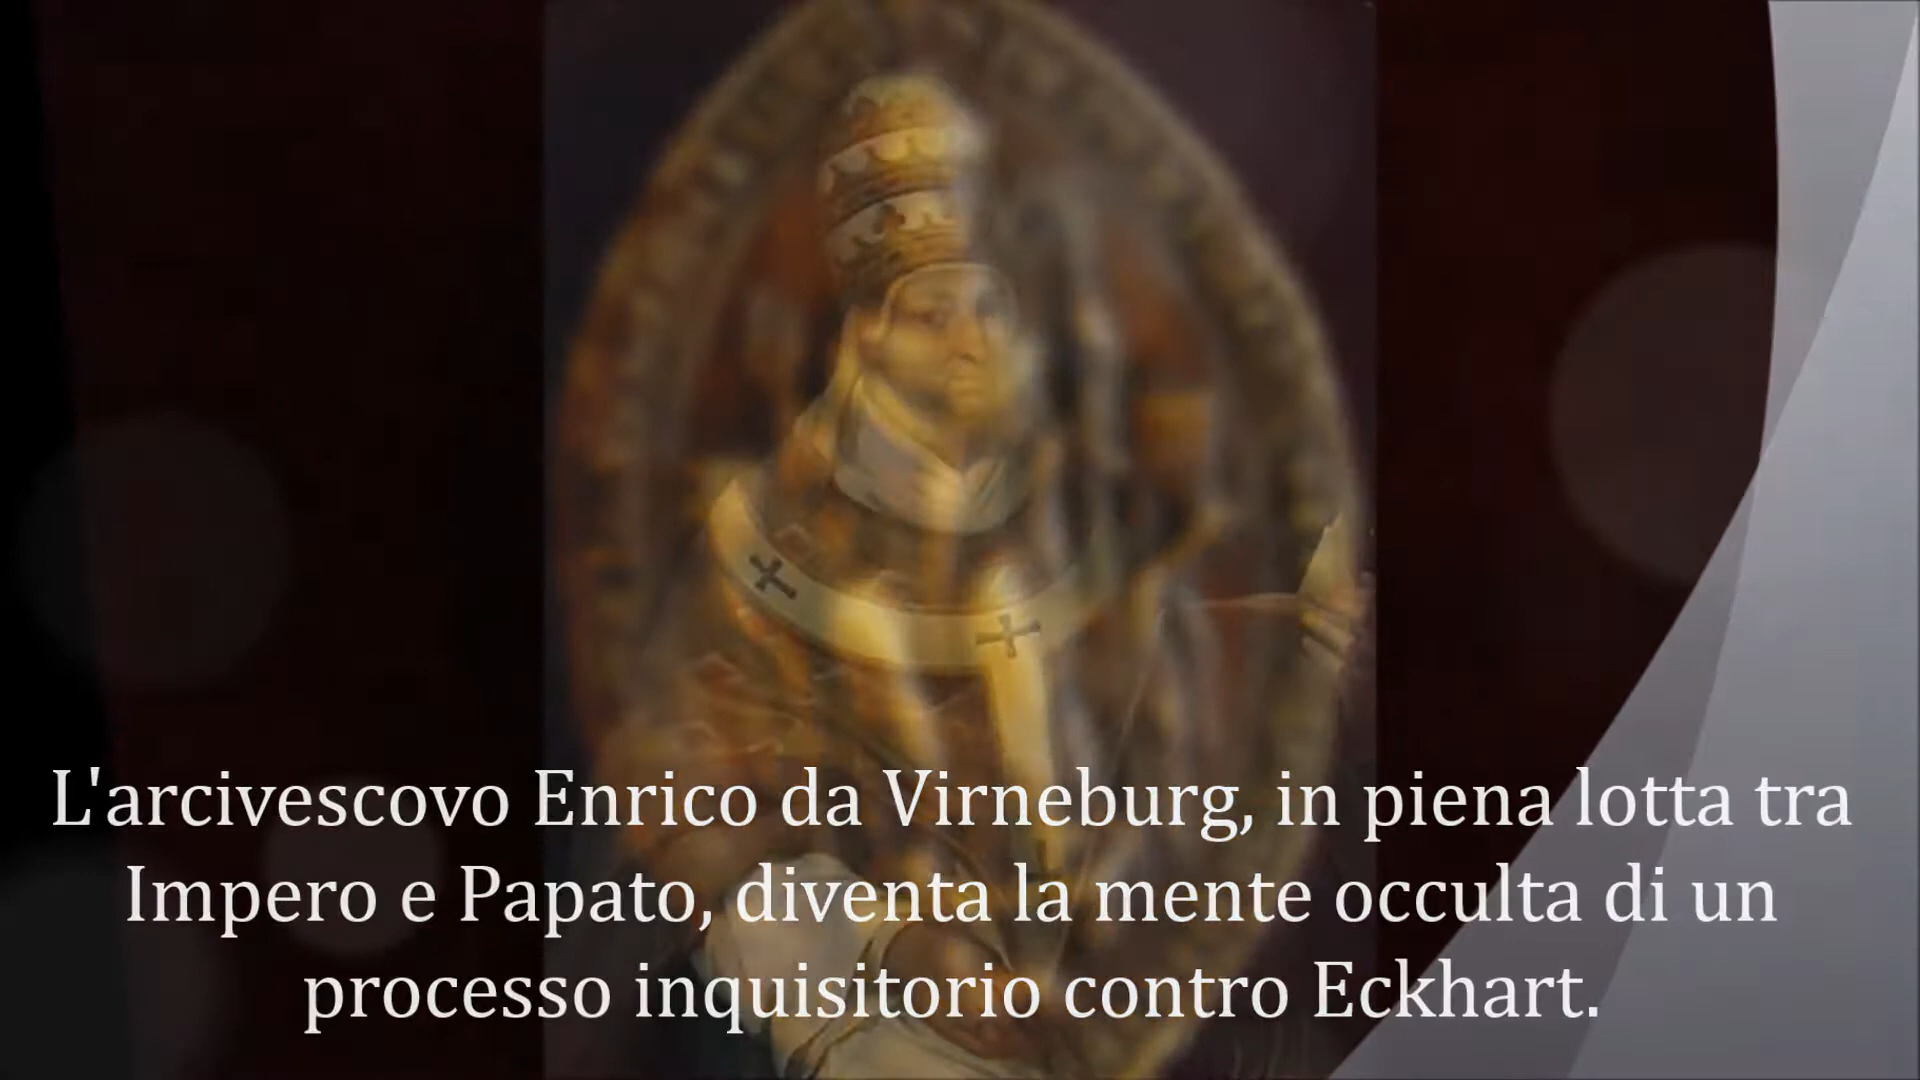 L'arcivescovo Enrico da Virneburg, in piena lotta tra
Impero e Papato, diventa la mente occulta di un
processo inquisitorio contro Eckhart.